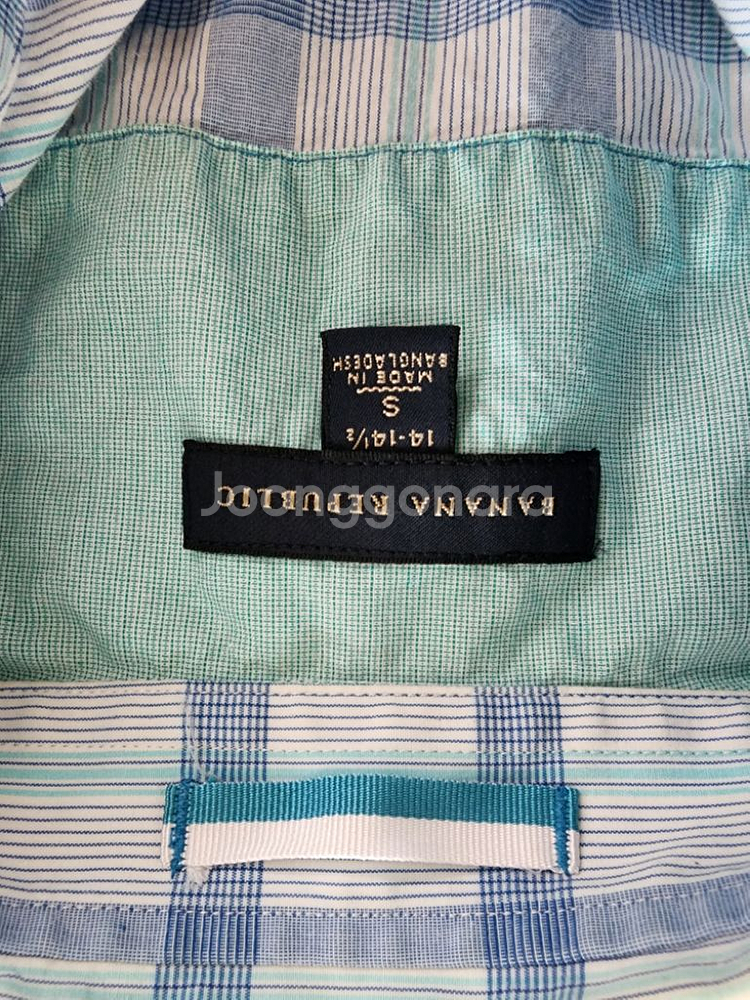 BANANA REPUBLIC
14-14½
S
MADE IN
BANGLADESH
Joonggonara